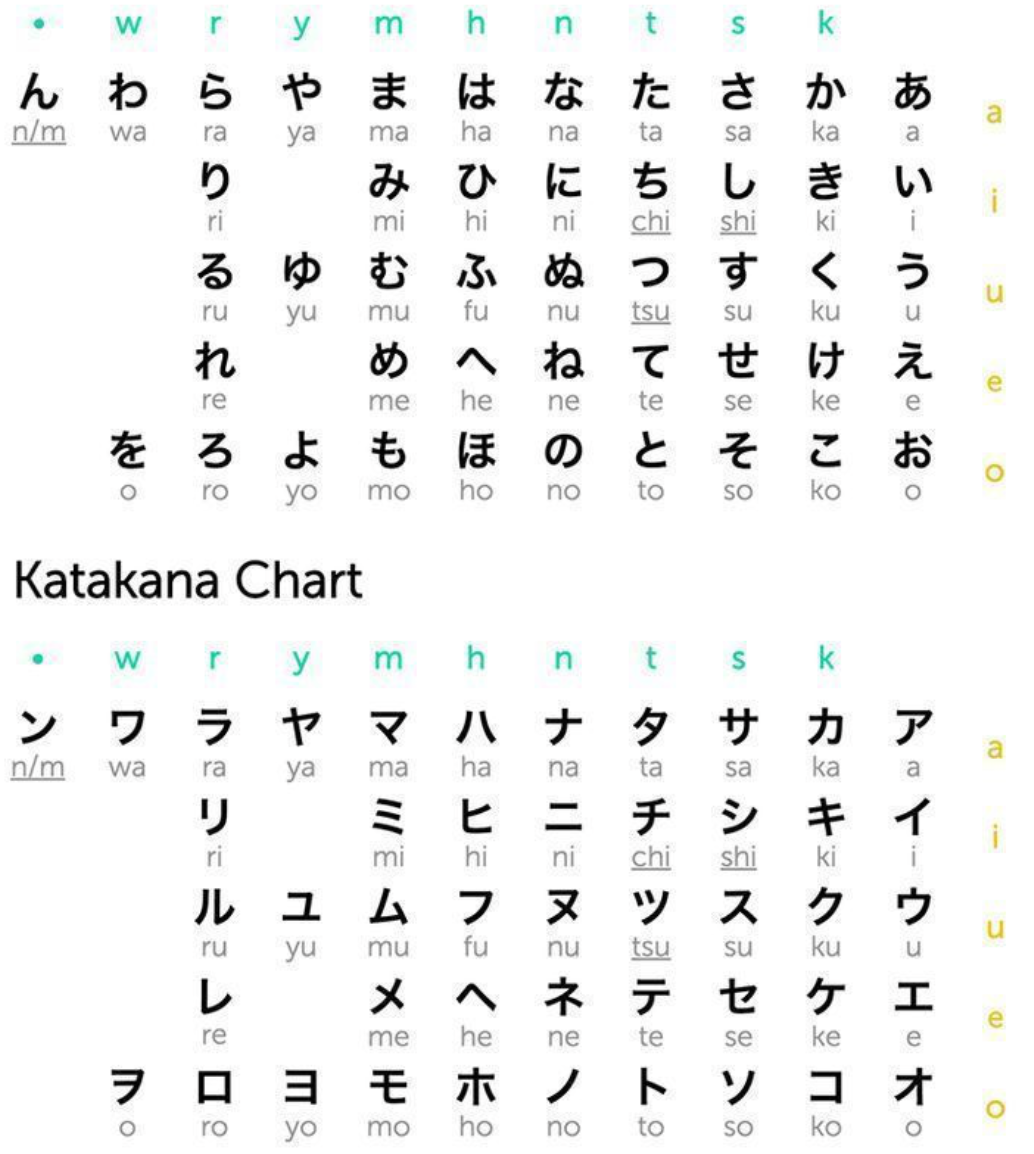 • w r y m h n t s k
ん わ ら や ま は な た さ か あ
n/m wa ra ya ma ha na ta sa ka a a
り み ひ に ち し き い
ri mi hi ni chi shi ki i i
る ゆ む ふ ぬ つ す く う
ru yu mu fu nu tsu su ku u u
れ め へ ね て せ け え
re me he ne te se ke e e
を ろ よ も ほ の と そ こ お
o ro yo mo ho no to so ko o o
Katakana Chart
• w r y m h n t s k
ン ワ ラ ヤ マ ハ ナ タ サ カ ア
n/m wa ra ya ma ha na ta sa ka a a
リ ミ ヒ ニ チ シ キ イ
ri mi hi ni chi shi ki i i
ル ユ ム フ ヌ ツ ス ク ウ
ru yu mu fu nu tsu su ku u u
レ メ ヘ ネ テ セ ケ エ
re me he ne te se ke e e
ヲ ロ ヨ モ ホ ノ ト ソ コ オ
o ro yo mo ho no to so ko o o